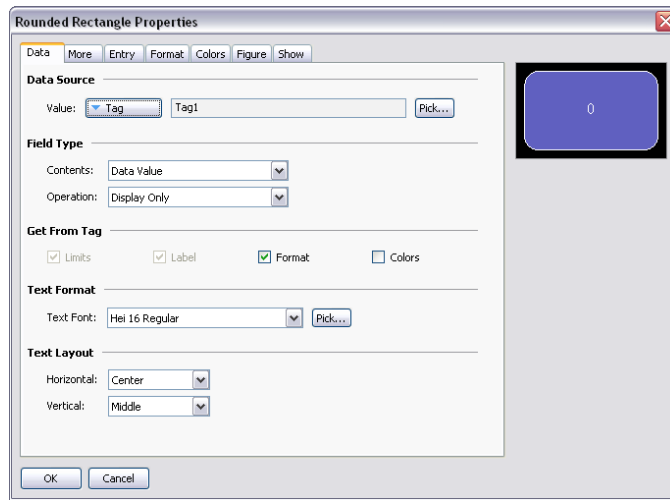 Rounded Rectangle Properties
Data More Entry Format Colors Figure Show
Data Source
Value: Tag Tag1 Pick...
0
Field Type
Contents: Data Value
Operation: Display Only
Get From Tag
Limits Label Format Colors
Text Format
Text Font: Hei 16 Regular Pick...
Text Layout
Horizontal: Center
Vertical: Middle
OK Cancel